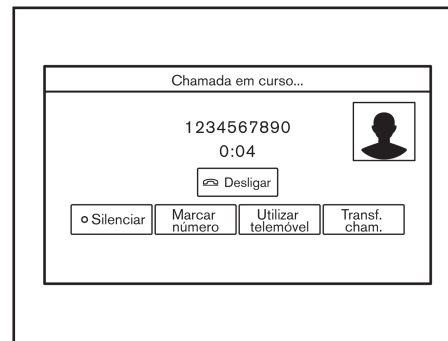 Chamada em curso...
1234567890
0:04
Desligar
Silenciar
Marcar
número
Utilizar
telemóvel
Transf.
cham.